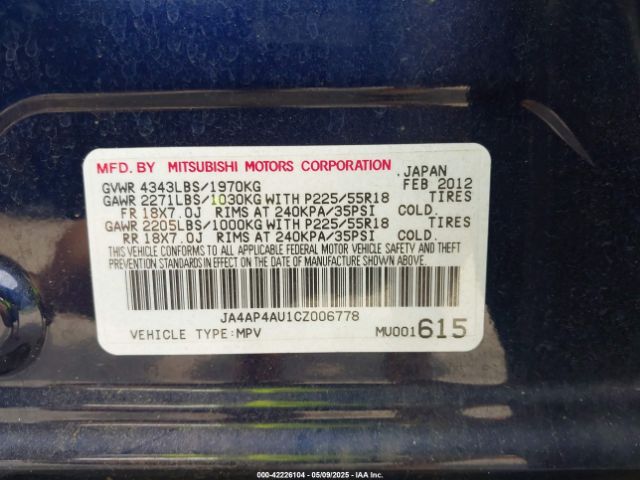 MFD. BY MITSUBISHI MOTORS CORPORATION , JAPAN
GVWR 4343LBS/1970KG FEB 2012
GAWR 2271LBS/1030KG WITH P225/55R18 TIRES
FR 18X7.0J RIMS AT 240KPA/35PSI COLD.
GAWR 2205LBS/1000KG WITH P225/55R18 TIRES
RR 18X7.0J RIMS AT 240KPA/35PSI COLD.
THIS VEHICLE CONFORMS TO ALL APPLICABLE FEDERAL MOTOR VEHICLE SAFETY AND THEFT
PREVENTION STANDARDS IN EFFECT ON THE DATE OF MANUFACTURE SHOWN ABOVE.
JA4AP4AU1CZ006778
VEHICLE TYPE:MPV MU001615
000-42226104 - 05/09/2025 - IAAI.COM